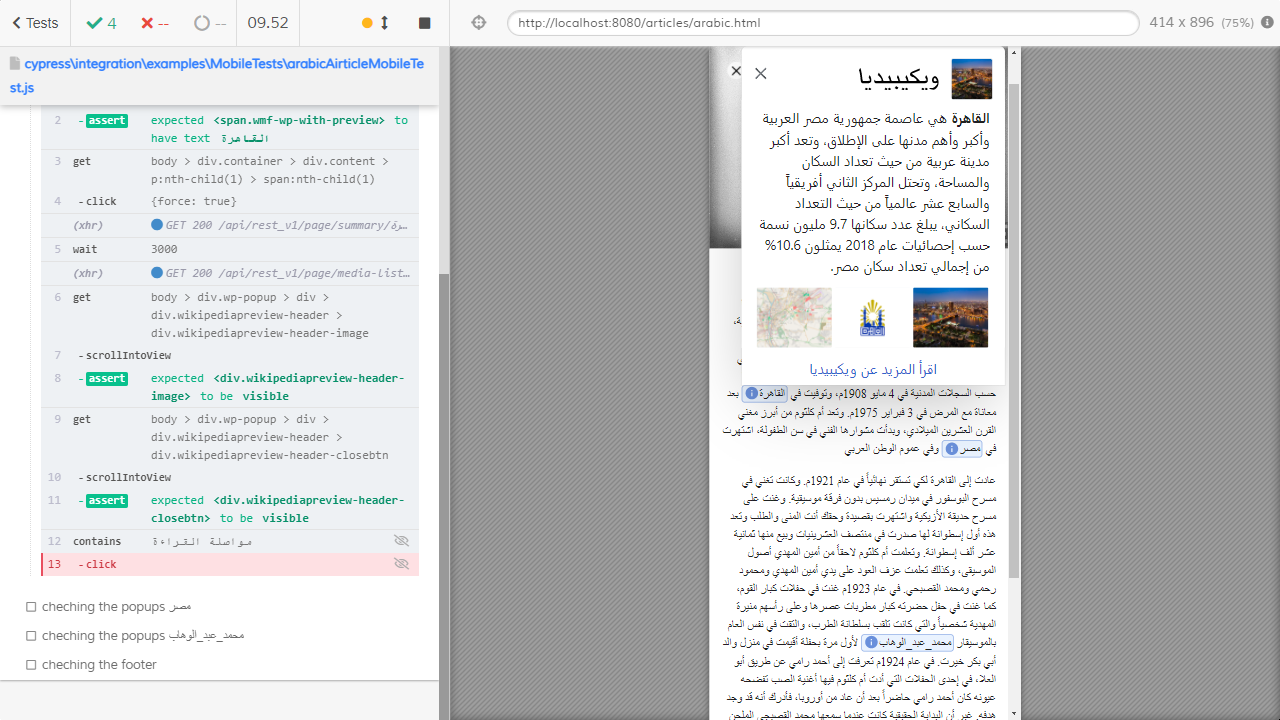 Tests
4
--
--
09.52
http://localhost:8080/articles/arabic.html
414 x 896 (75%)
cypress\integration\examples\MobileTests\arabicAirticleMobileTe
st.js
2 -assert expected <span.wmf-wp-with-preview> to
have text القاهرة
3 get body > div.container > div.content >
p:nth-child(1) > span:nth-child(1)
4 -click {force: true}
(xhr) GET 200 /api/rest_v1/page/summary/رة…
5 wait 3000
(xhr) GET 200 /api/rest_v1/page/media-list…
6 get body > div.wp-popup > div >
div.wikipediapreview-header >
div.wikipediapreview-header-image
7 -scrollIntoView
8 -assert expected <div.wikipediapreview-header-
image> to be visible
9 get body > div.wp-popup > div >
div.wikipediapreview-header >
div.wikipediapreview-header-closebtn
10 -scrollIntoView
11 -assert expected <div.wikipediapreview-header-
closebtn> to be visible
12 contains مواصلة القراءة
13 -click
cheching the popups مصر
cheching the popups محمد_عبد_الوهاب
cheching the footer
ويكيبيديا
القاهرة هي عاصمة جمهورية مصر العربية
وأكبر وأهم مدنها على الإطلاق، وتعد أكبر
مدينة عربية من حيث تعداد السكان
والمساحة، وتحتل المركز الثاني أفريقياً
والسابع عشر عالمياً من حيث التعداد
السكاني، يبلغ عدد سكانها 9.7 مليون نسمة
حسب إحصائيات عام 2018 يمثلون 10.6%
من إجمالي تعداد سكان مصر.
اقرأ المزيد عن ويكيبيديا
حسب السجلات المدنية في 4 مايو 1908م، وتوفيت في القاهرة بعد
معاناة مع المرض في 3 فبراير 1975م. وتعد أم كلثوم من أبرز مغني
القرن العشرين الميلادي، وبدأت مشوارها الفني في سن الطفولة، اشتهرت
في مصر وفي عموم الوطن العربي
عادت إلى القاهرة لكي تستقر نهائياً في عام 1921م. وكانت تغني في
مسرح البوسفور في ميدان رمسيس بدون فرقة موسيقية. وغنت على
مسرح حديقة الأزبكية واشتهرت بقصيدة وحقك أنت المنى والطلب وتعد
هذه أول إسطوانة لها صدرت في منتصف العشرينيات وبيع منها ثمانية
عشر ألف إسطوانة. وتعلمت أم كلثوم لاحقاً من أمين المهدي أصول
الموسيقى، وكذلك تعلمت عزف العود على يدي أمين المهدي ومحمود
رحمي ومحمد القصبجي. في عام 1923م غنت في حفلات كبار القوم،
كما غنت في حفل حضرته كبار مطربات عصرها وعلى رأسهم منيرة
المهدية شخصياً والتي كانت تلقب بسلطانة الطرب، والتقت في نفس العام
بالموسيقار محمد_عبد_الوهاب لأول مرة بحفلة أقيمت في منزل والد
أبي بكر خيرت. في عام 1924م تعرفت إلى أحمد رامي عن طريق أبو
العلا، في إحدى الحفلات التي أدت أم كلثوم فيها أغنية الصب تفضحه
عيونه كان أحمد رامي حاضراً بعد أن عاد من أوروبا، فأدرك أنه قد وجد
هدفه. غير أن البداية الحقيقية كانت عندما سمعها محمد القصبجي الملحن